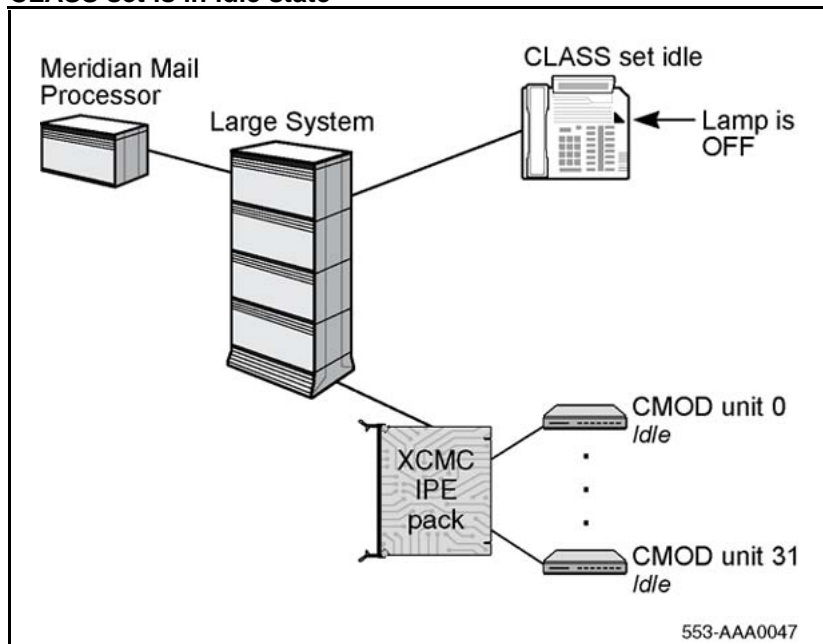 CLASS set is in idle state
Meridian Mail
Processor
Large System
CLASS set idle
Lamp is
OFF
XCMC
IPE
pack
CMOD unit 0
Idle
CMOD unit 31
Idle
553-AAA0047